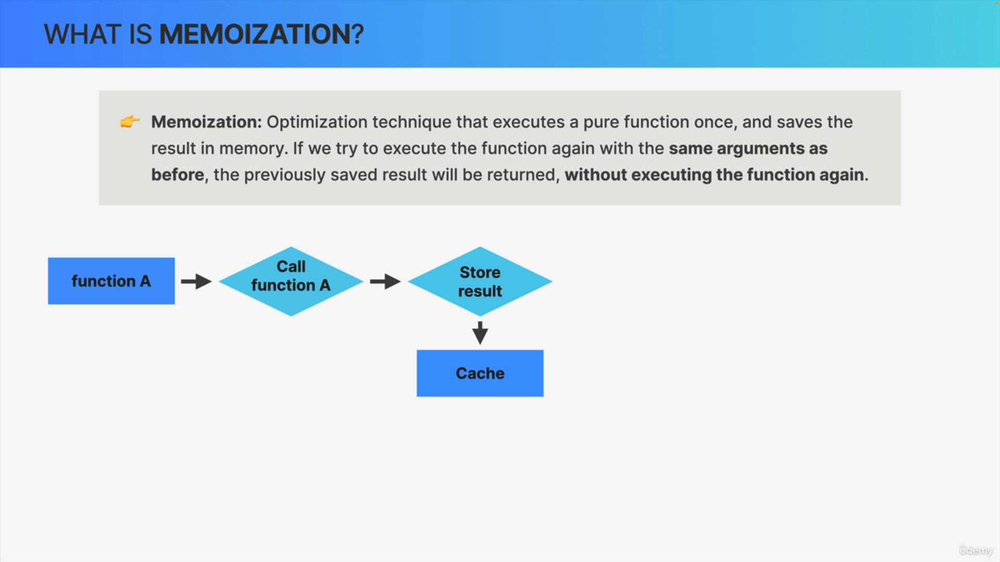 WHAT IS MEMOIZATION?
👉 Memoization: Optimization technique that executes a pure function once, and saves the
result in memory. If we try to execute the function again with the same arguments as
before, the previously saved result will be returned, without executing the function again.
function A
Call
function A
Store
result
Cache
ûdemy